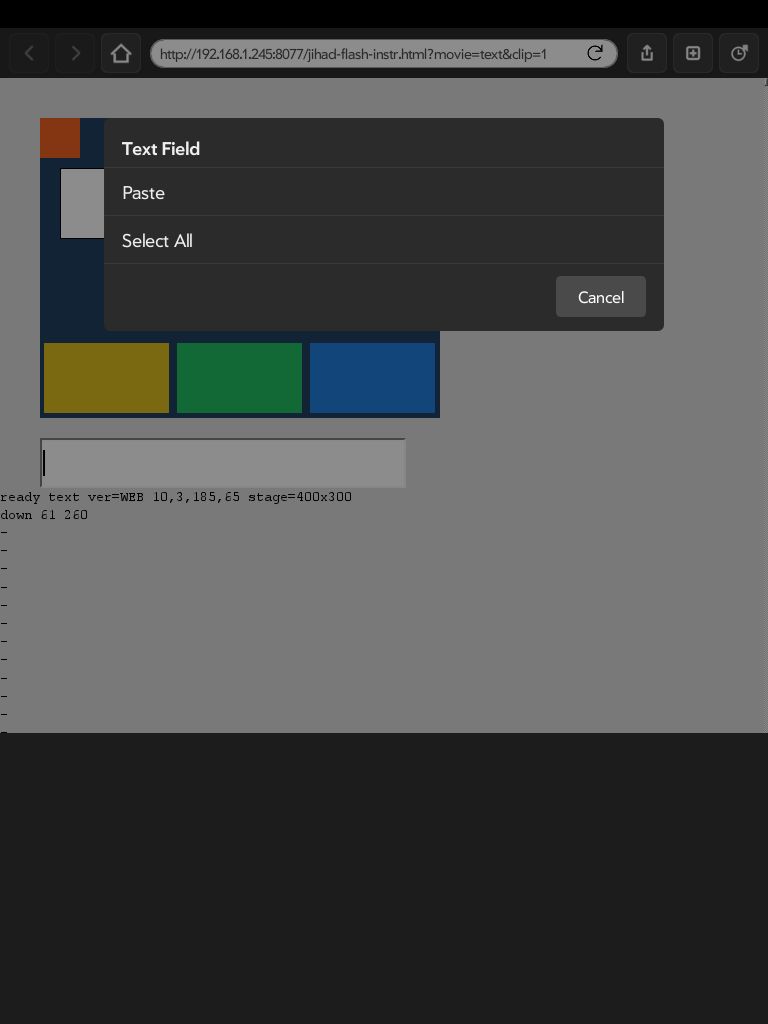 http://192.168.1.245:8077/jihad-flash-instr.html?movie=text&clip=1
Text Field
Paste
Select All
Cancel
ready text ver=WEB 10,3,185,65 stage=400x300
down 61 260
-
-
-
-
-
-
-
-
-
-
-
-